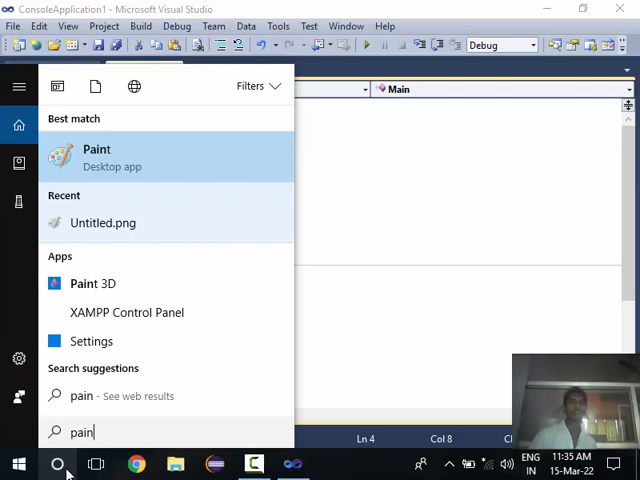 ConsoleApplication1 - Microsoft Visual Studio
File Edit View Project Build Debug Team Data Tools Test Window Help
Debug
Filters
Main
Best match
Paint
Desktop app
Recent
Untitled.png
Apps
Paint 3D
XAMPP Control Panel
Settings
Search suggestions
pain - See web results
pain
Ln 4 Col 8
ENG 11:35 AM
IN 15-Mar-22